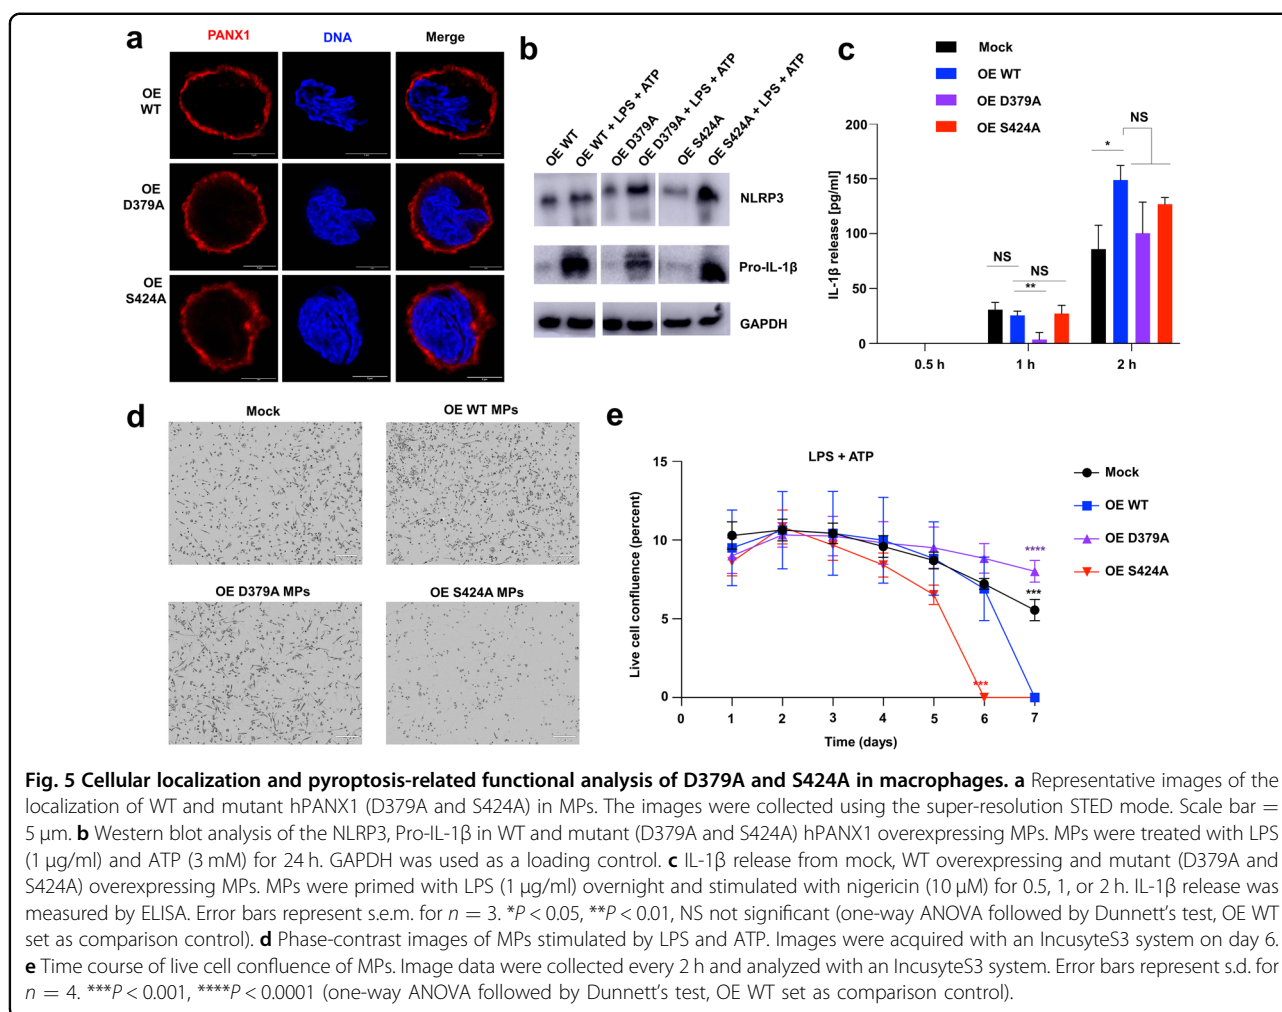 a
PANX1
DNA
Merge
OE
WT
OE
D379A
OE
S424A
b
OE WT
OE WT + LPS + ATP
OE D379A
OE D379A + LPS + ATP
OE S424A
OE S424A + LPS + ATP
NLRP3
Pro-IL-1β
GAPDH
c
Mock
OE WT
OE D379A
OE S424A
IL-1β release [pg/ml]
200
150
100
50
0
NS
NS
**
*
NS
0.5 h
1 h
2 h
d
Mock
OE WT MPs
OE D379A MPs
OE S424A MPs
e
LPS + ATP
Mock
OE WT
OE D379A
OE S424A
Live cell confluence (percent)
15
10
5
0
****
***
***
0
1
2
3
4
5
6
7
Time (days)
Fig. 5 Cellular localization and pyroptosis-related functional analysis of D379A and S424A in macrophages. a Representative images of the
localization of WT and mutant hPANX1 (D379A and S424A) in MPs. The images were collected using the super-resolution STED mode. Scale bar =
5 μm. b Western blot analysis of the NLRP3, Pro-IL-1β in WT and mutant (D379A and S424A) hPANX1 overexpressing MPs. MPs were treated with LPS
(1 μg/ml) and ATP (3 mM) for 24 h. GAPDH was used as a loading control. c IL-1β release from mock, WT overexpressing and mutant (D379A and
S424A) overexpressing MPs. MPs were primed with LPS (1 μg/ml) overnight and stimulated with nigericin (10 μM) for 0.5, 1, or 2 h. IL-1β release was
measured by ELISA. Error bars represent s.e.m. for n = 3. *P < 0.05, **P < 0.01, NS not significant (one-way ANOVA followed by Dunnett's test, OE WT
set as comparison control). d Phase-contrast images of MPs stimulated by LPS and ATP. Images were acquired with an IncusyteS3 system on day 6.
e Time course of live cell confluence of MPs. Image data were collected every 2 h and analyzed with an IncusyteS3 system. Error bars represent s.d. for
n = 4. ***P < 0.001, ****P < 0.0001 (one-way ANOVA followed by Dunnett's test, OE WT set as comparison control).